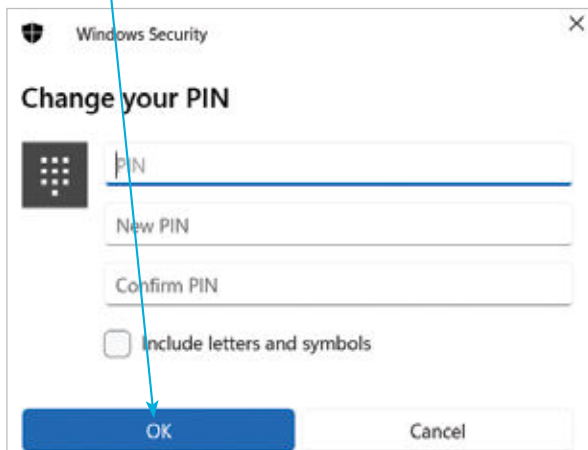 Windows Security
Change your PIN
PIN
New PIN
Confirm PIN
Include letters and symbols
OK
Cancel